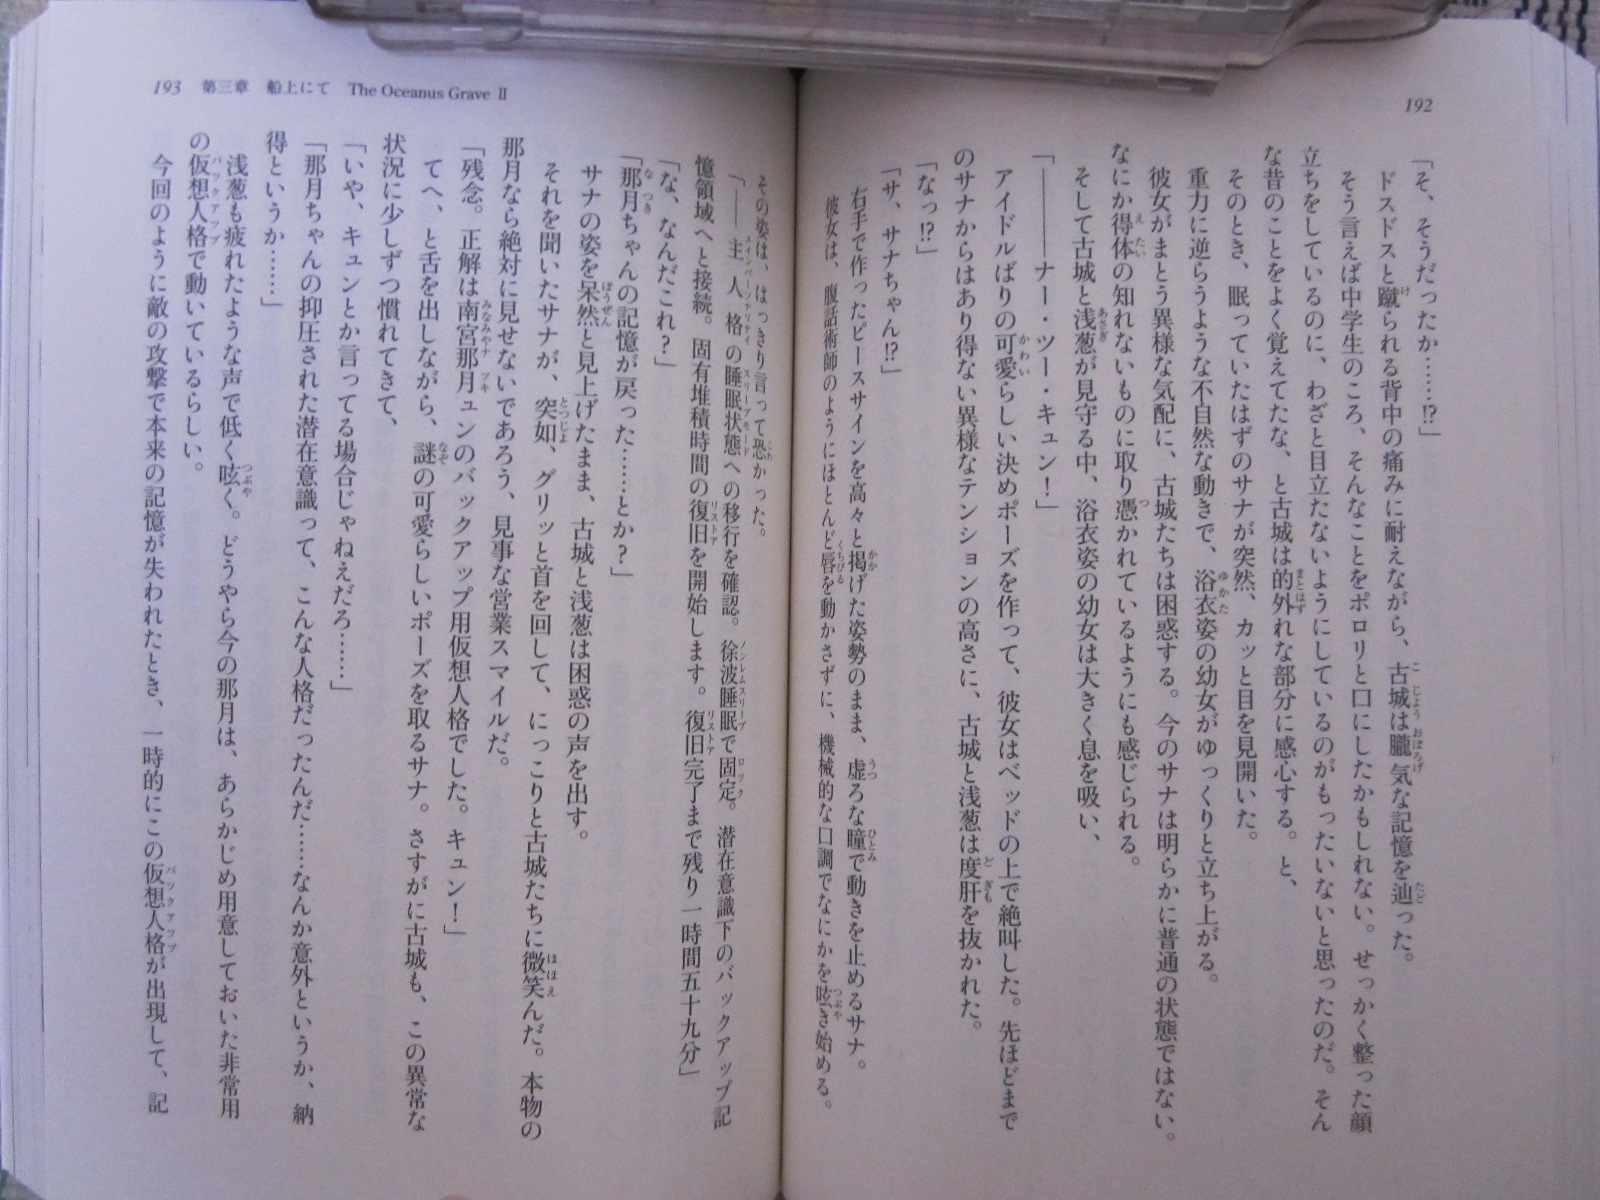 192
「そ、そうだったか……!?」
ドスドスと蹴られる背中の痛みに耐えながら、古城は朧気な記憶を辿った。
そう言えば中学生のころ、そんなことをポロリと口にしたかもしれない。せっかく整った顔
立ちをしているのに、わざと目立たないようにしているのがもったいないと思ったのだ。そん
な昔のことをよく覚えてたな、と古城は的外れな部分に感心する。と、
そのとき、眠っていたはずのサナが突然、カッと目を見開いた。
重力に逆らうような不自然な動きで、浴衣姿の幼女がゆっくりと立ち上がる。
彼女がまとう異様な気配に、古城たちは困惑する。今のサナは明らかに普通の状態ではない。
なにか得体の知れないものに取り憑かれているようにも感じられる。
そして古城と浅葱が見守る中、浴衣姿の幼女は大きく息を吸い、
「――――ナー・ツー・キュン！」
アイドルばりの可愛らしい決めポーズを作って、彼女はベッドの上で絶叫した。先ほどまで
のサナからはあり得ない異様なテンションの高さに、古城と浅葱は度肝を抜かれた。
「なっ!?」
「サ、サナちゃん!?」
右手で作ったピースサインを高々と掲げた姿勢のまま、虚ろな瞳で動きを止めるサナ。
彼女は、腹話術師のようにほとんど唇を動かさずに、機械的な口調でなにかを呟き始める。
193 第三章 船上にて The Oceanus Grave II
その姿は、はっきり言って恐かった。
「――主人格の睡眠状態への移行を確認。徐波睡眠で固定。潜在意識下のバックアップ記
憶領域へと接続。固有堆積時間の復旧を開始します。復旧完了まで残り一時間五十九分」
「な、なんだこれ？」
「那月ちゃんの記憶が戻った……とか？」
サナの姿を呆然と見上げたまま、古城と浅葱は困惑の声を出す。
それを聞いたサナが、突如、グリッと首を回して、にっこりと古城たちに微笑んだ。本物の
那月なら絶対に見せないであろう、見事な営業スマイルだ。
「残念。正解は南宮那月ュンのバックアップ用仮想人格でした。キュン！」
てへ、と舌を出しながら、謎の可愛らしいポーズを取るサナ。さすがに古城も、この異常な
状況に少しずつ慣れてきて、
「いや、キュンとか言ってる場合じゃねえだろ……」
「那月ちゃんの抑圧された潜在意識って、こんな人格だったんだ……なんか意外というか、納
得というか……」
浅葱も疲れたような声で低く呟く。どうやら今の那月は、あらかじめ用意しておいた非常用
の仮想人格で動いているらしい。
今回のように敵の攻撃で本来の記憶が失われたとき、一時的にこの仮想人格が出現して、記